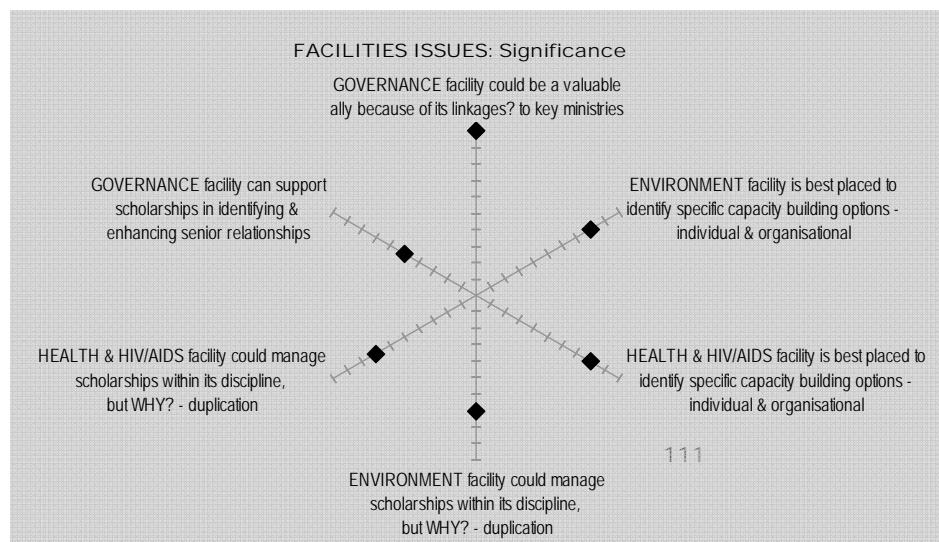 FACILITIES ISSUES: Significance
GOVERNANCE facility could be a valuable
ally because of its linkages? to key ministries
GOVERNANCE facility can support
scholarships in identifying &
enhancing senior relationships
ENVIRONMENT facility is best placed to
identify specific capacity building options -
individual & organisational
HEALTH & HIV/AIDS facility could manage
scholarships within its discipline,
but WHY? - duplication
HEALTH & HIV/AIDS facility is best placed to
identify specific capacity building options -
individual & organisational
111
ENVIRONMENT facility could manage
scholarships within its discipline,
but WHY? - duplication